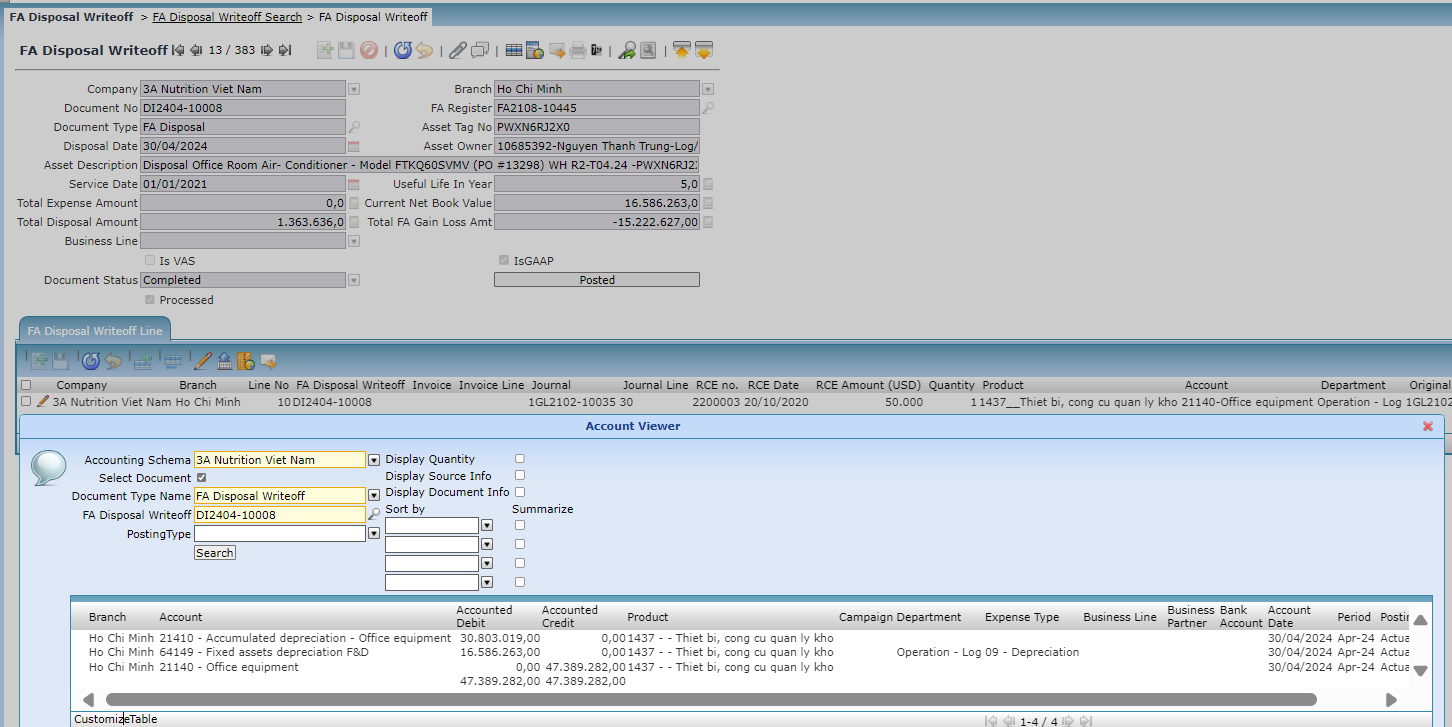 FA Disposal Writeoff > FA Disposal Writeoff Search > FA Disposal Writeoff
FA Disposal Writeoff 13 / 383
Company 3A Nutrition Viet Nam Branch Ho Chi Minh
Document No DI2404-10008 FA Register FA2108-10445
Document Type FA Disposal Asset Tag No PWXN6RJ2X0
Disposal Date 30/04/2024 Asset Owner 10685392-Nguyen Thanh Trung-Log/
Asset Description Disposal Office Room Air- Conditioner - Model FTKQ60SVMV (PO #13298) WH R2-T04.24 -PWXN6RJ2
Service Date 01/01/2021 Useful Life In Year 5,0
Total Expense Amount 0,0 Current Net Book Value 16.586.263,0
Total Disposal Amount 1.363.636,0 Total FA Gain Loss Amt -15.222.627,00
Business Line
Is VAS IsGAAP
Document Status Completed Posted
Processed
FA Disposal Writeoff Line
Company Branch Line No FA Disposal Writeoff Invoice Invoice Line Journal Journal Line RCE no. RCE Date RCE Amount (USD) Quantity Product Account Department Original
3A Nutrition Viet Nam Ho Chi Minh 10 DI2404-10008 1GL2102-10035 30 2200003 20/10/2020 50.000 1 1437__Thiet bi, cong cu quan ly kho 21140-Office equipment Operation - Log 1GL2102
Account Viewer
Accounting Schema 3A Nutrition Viet Nam Display Quantity
Select Document Display Source Info
Document Type Name FA Disposal Writeoff Display Document Info
FA Disposal Writeoff DI2404-10008 Sort by Summarize
PostingType
Search
Branch Account Accounted Debit Accounted Credit Product Campaign Department Expense Type Business Line Business Partner Bank Account Account Date Period Postin
Ho Chi Minh 21410 - Accumulated depreciation - Office equipment 30.803.019,00 0,00 1437 - - Thiet bi, cong cu quan ly kho 30/04/2024 Apr-24 Actua
Ho Chi Minh 64149 - Fixed assets depreciation F&D 16.586.263,00 0,00 1437 - - Thiet bi, cong cu quan ly kho Operation - Log 09 - Depreciation 30/04/2024 Apr-24 Actua
Ho Chi Minh 21140 - Office equipment 0,00 47.389.282,00 1437 - - Thiet bi, cong cu quan ly kho 30/04/2024 Apr-24 Actua
47.389.282,00 47.389.282,00
CustomizeTable 1-4 / 4